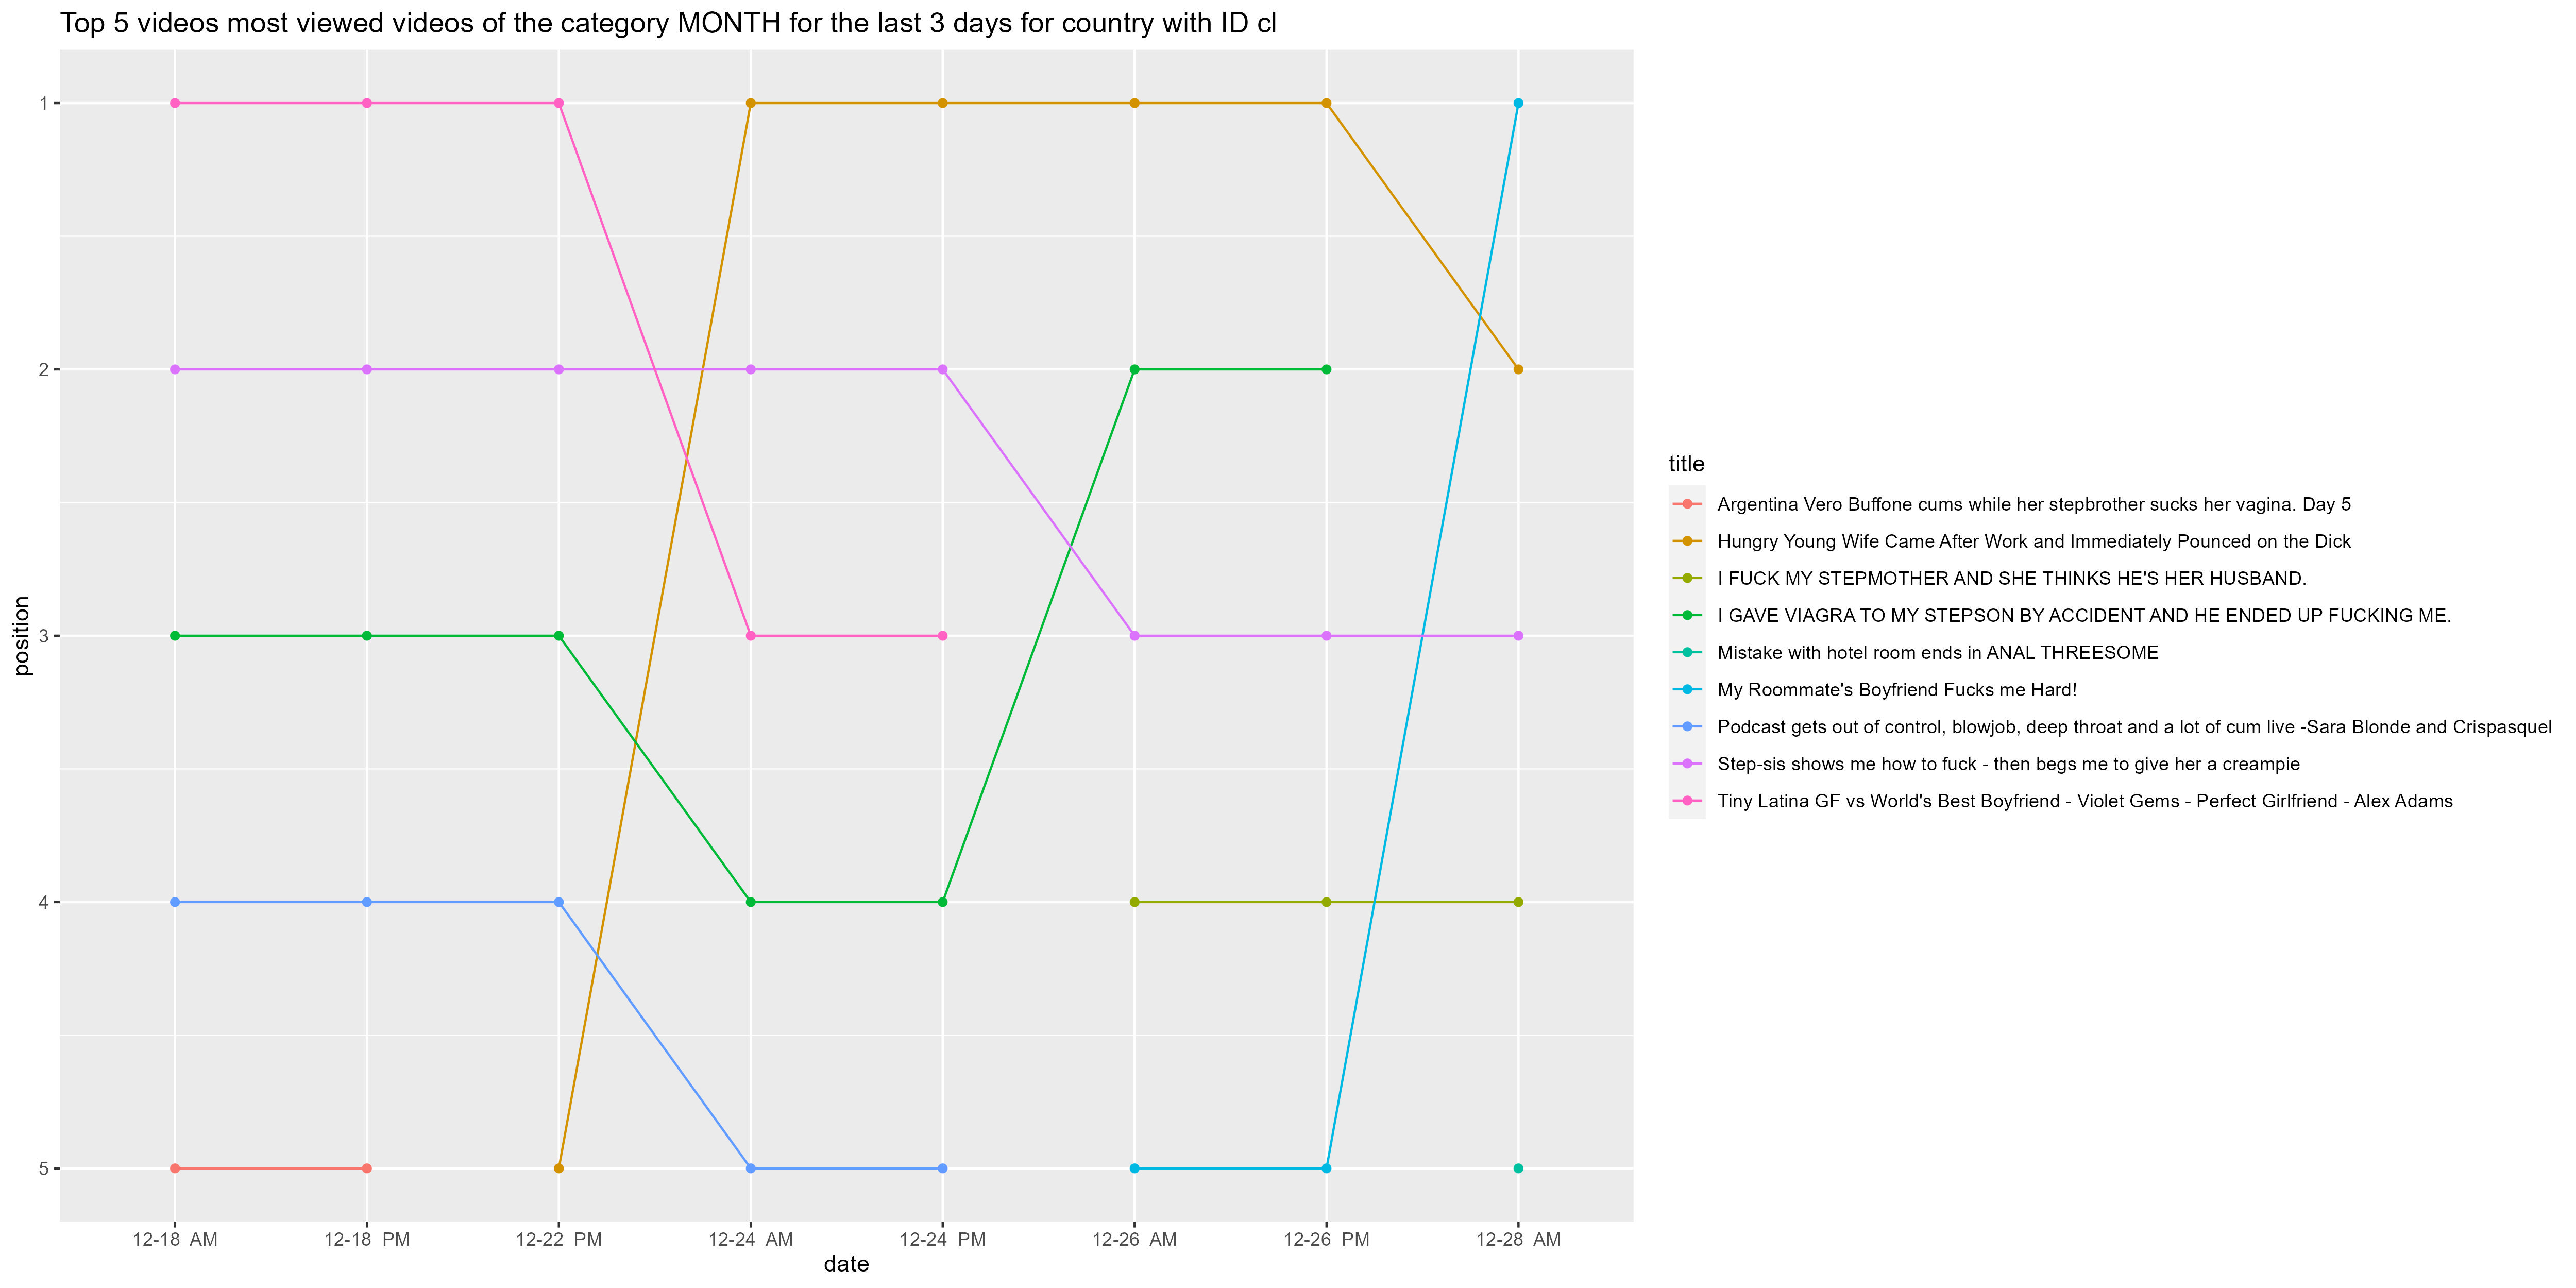 Top 5 videos most viewed videos of the category MONTH for the last 3 days for country with ID cl
position
1
2
3
4
5
12-18 AM
12-18 PM
12-22 PM
12-24 AM
12-24 PM
12-26 AM
12-26 PM
12-28 AM
date
title
Argentina Vero Buffone cums while her stepbrother sucks her vagina. Day 5
Hungry Young Wife Came After Work and Immediately Pounced on the Dick
I FUCK MY STEPMOTHER AND SHE THINKS HE'S HER HUSBAND.
I GAVE VIAGRA TO MY STEPSON BY ACCIDENT AND HE ENDED UP FUCKING ME.
Mistake with hotel room ends in ANAL THREESOME
My Roommate's Boyfriend Fucks me Hard!
Podcast gets out of control, blowjob, deep throat and a lot of cum live -Sara Blonde and Crispasquel
Step-sis shows me how to fuck - then begs me to give her a creampie
Tiny Latina GF vs World's Best Boyfriend - Violet Gems - Perfect Girlfriend - Alex Adams